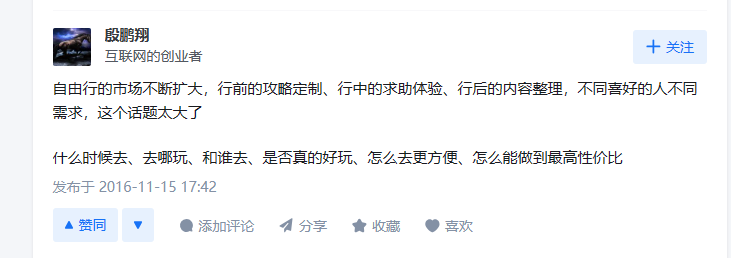 殷鹏翔
互联网的创业者
关注
自由行的市场不断扩大，行前的攻略定制、行中的求助体验、行后的内容整理，不同喜好的人不同
需求，这个话题太大了
什么时候去、去哪玩、和谁去、是否真的好玩、怎么去更方便、怎么能做到最高性价比
发布于 2016-11-15 17:42
赞同 添加评论 分享 收藏 喜欢